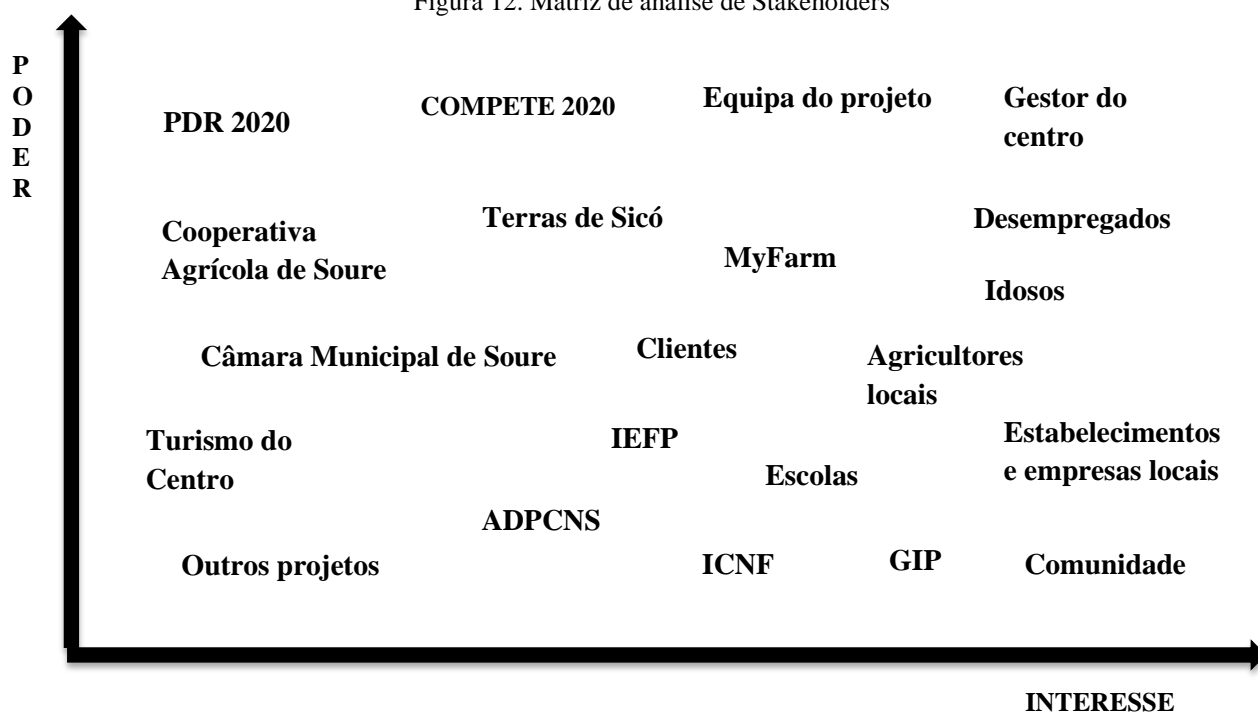 Figura 12. Matriz de análise de Stakeholders
P
O
D
E
R
PDR 2020
COMPETE 2020
Equipa do projeto
Gestor do
centro
Cooperativa
Agrícola de Soure
Terras de Sicó
MyFarm
Desempregados
Idosos
Câmara Municipal de Soure
Clientes
Agricultores
locais
Turismo do
Centro
IEFP
Escolas
Estabelecimentos
e empresas locais
ADPCNS
Outros projetos
ICNF
GIP
Comunidade
INTERESSE